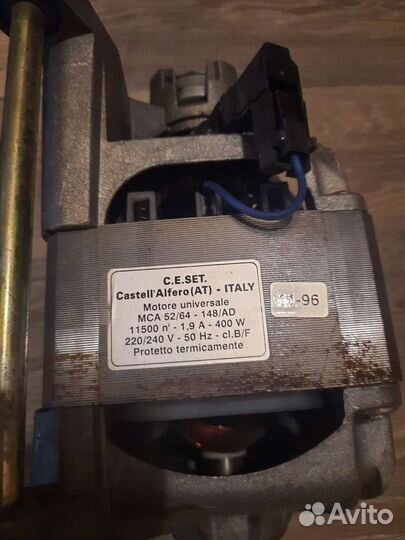 C.E.SET.
Castell'Alfero (AT) - ITALY
Motore universale
MCA 52/64 - 148/AD
11500 n' - 1,9 A - 400 W
220/240 V - 50 Hz - cl.B/F
Protetto termicamente
-96
Avito